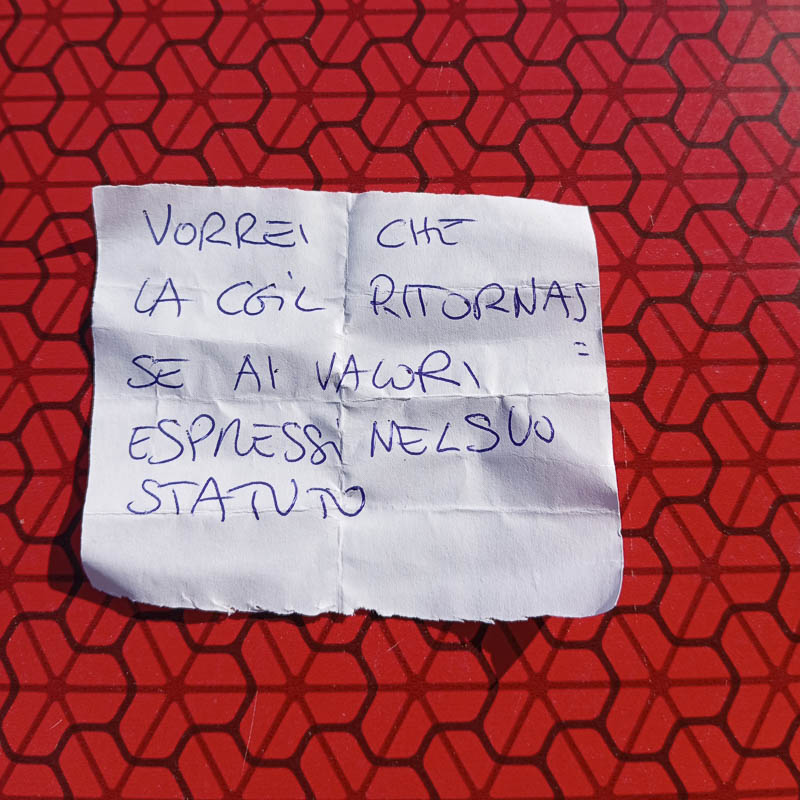 VORREI CHE
LA CGIL RITORNAS
=
SE AI VALORI
ESPRESSI NEL SUO
STATUTO